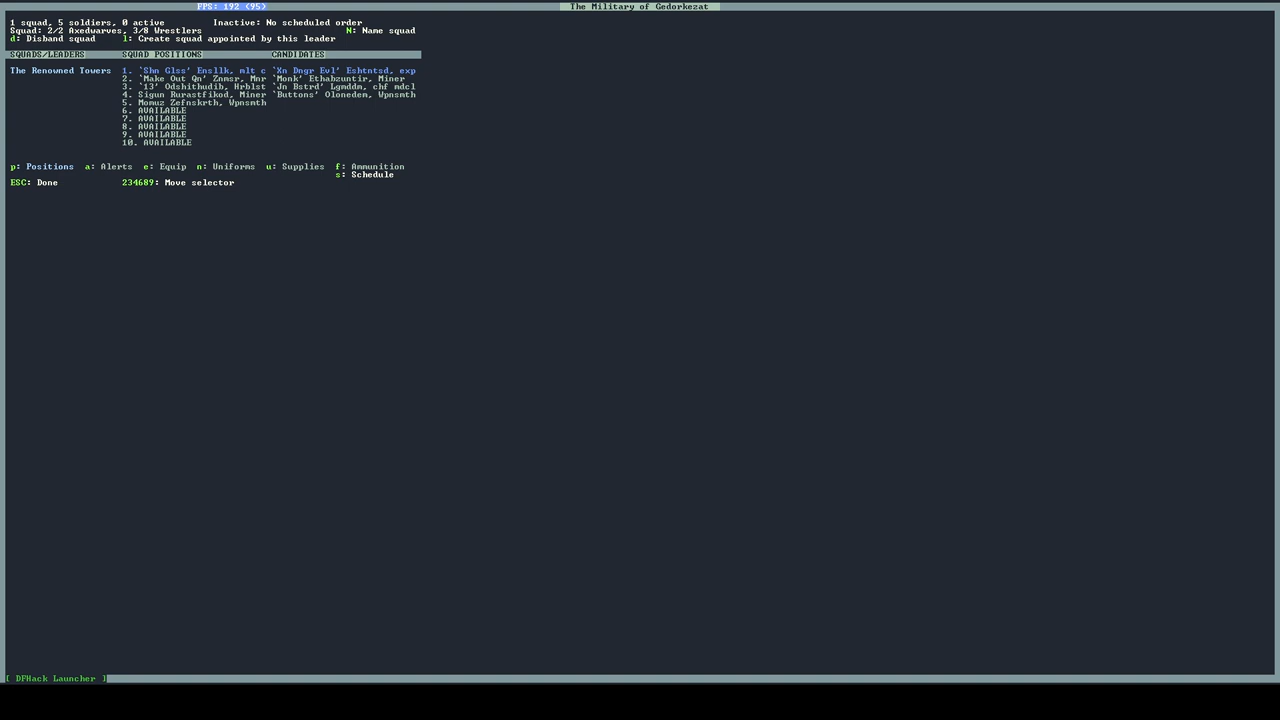 FPS: 192 (95)
The Military of Gedorkezat
1 squad, 5 soldiers, 0 active Inactive: No scheduled order
Squad: 2/2 Axedwarves, 3/8 Wrestlers N: Name squad
d: Disband squad l: Create squad appointed by this leader
SQUADS/LEADERS SQUAD POSITIONS CANDIDATES
The Renowned Towers 1. `Shn Glss' Ensllk, mlt c `Xn Dngr Evl' Eshtntsd, exp
2. `Make Out Qn' Znmsr, Mnr `Monk' Ethabzuntir, Miner
3. `13' Odshithudib, Hrblst `Jn Bstrd' Lgmddm, chf mdcl
4. Sigun Rurastfikod, Miner `Buttons' Olonedem, Wpnsmth
5. Momuz Zefnskrth, Wpnsmth
6. AVAILABLE
7. AVAILABLE
8. AVAILABLE
9. AVAILABLE
10. AVAILABLE
p: Positions a: Alerts e: Equip n: Uniforms u: Supplies f: Ammunition
s: Schedule
ESC: Done 234689: Move selector
[ DFHack Launcher ]